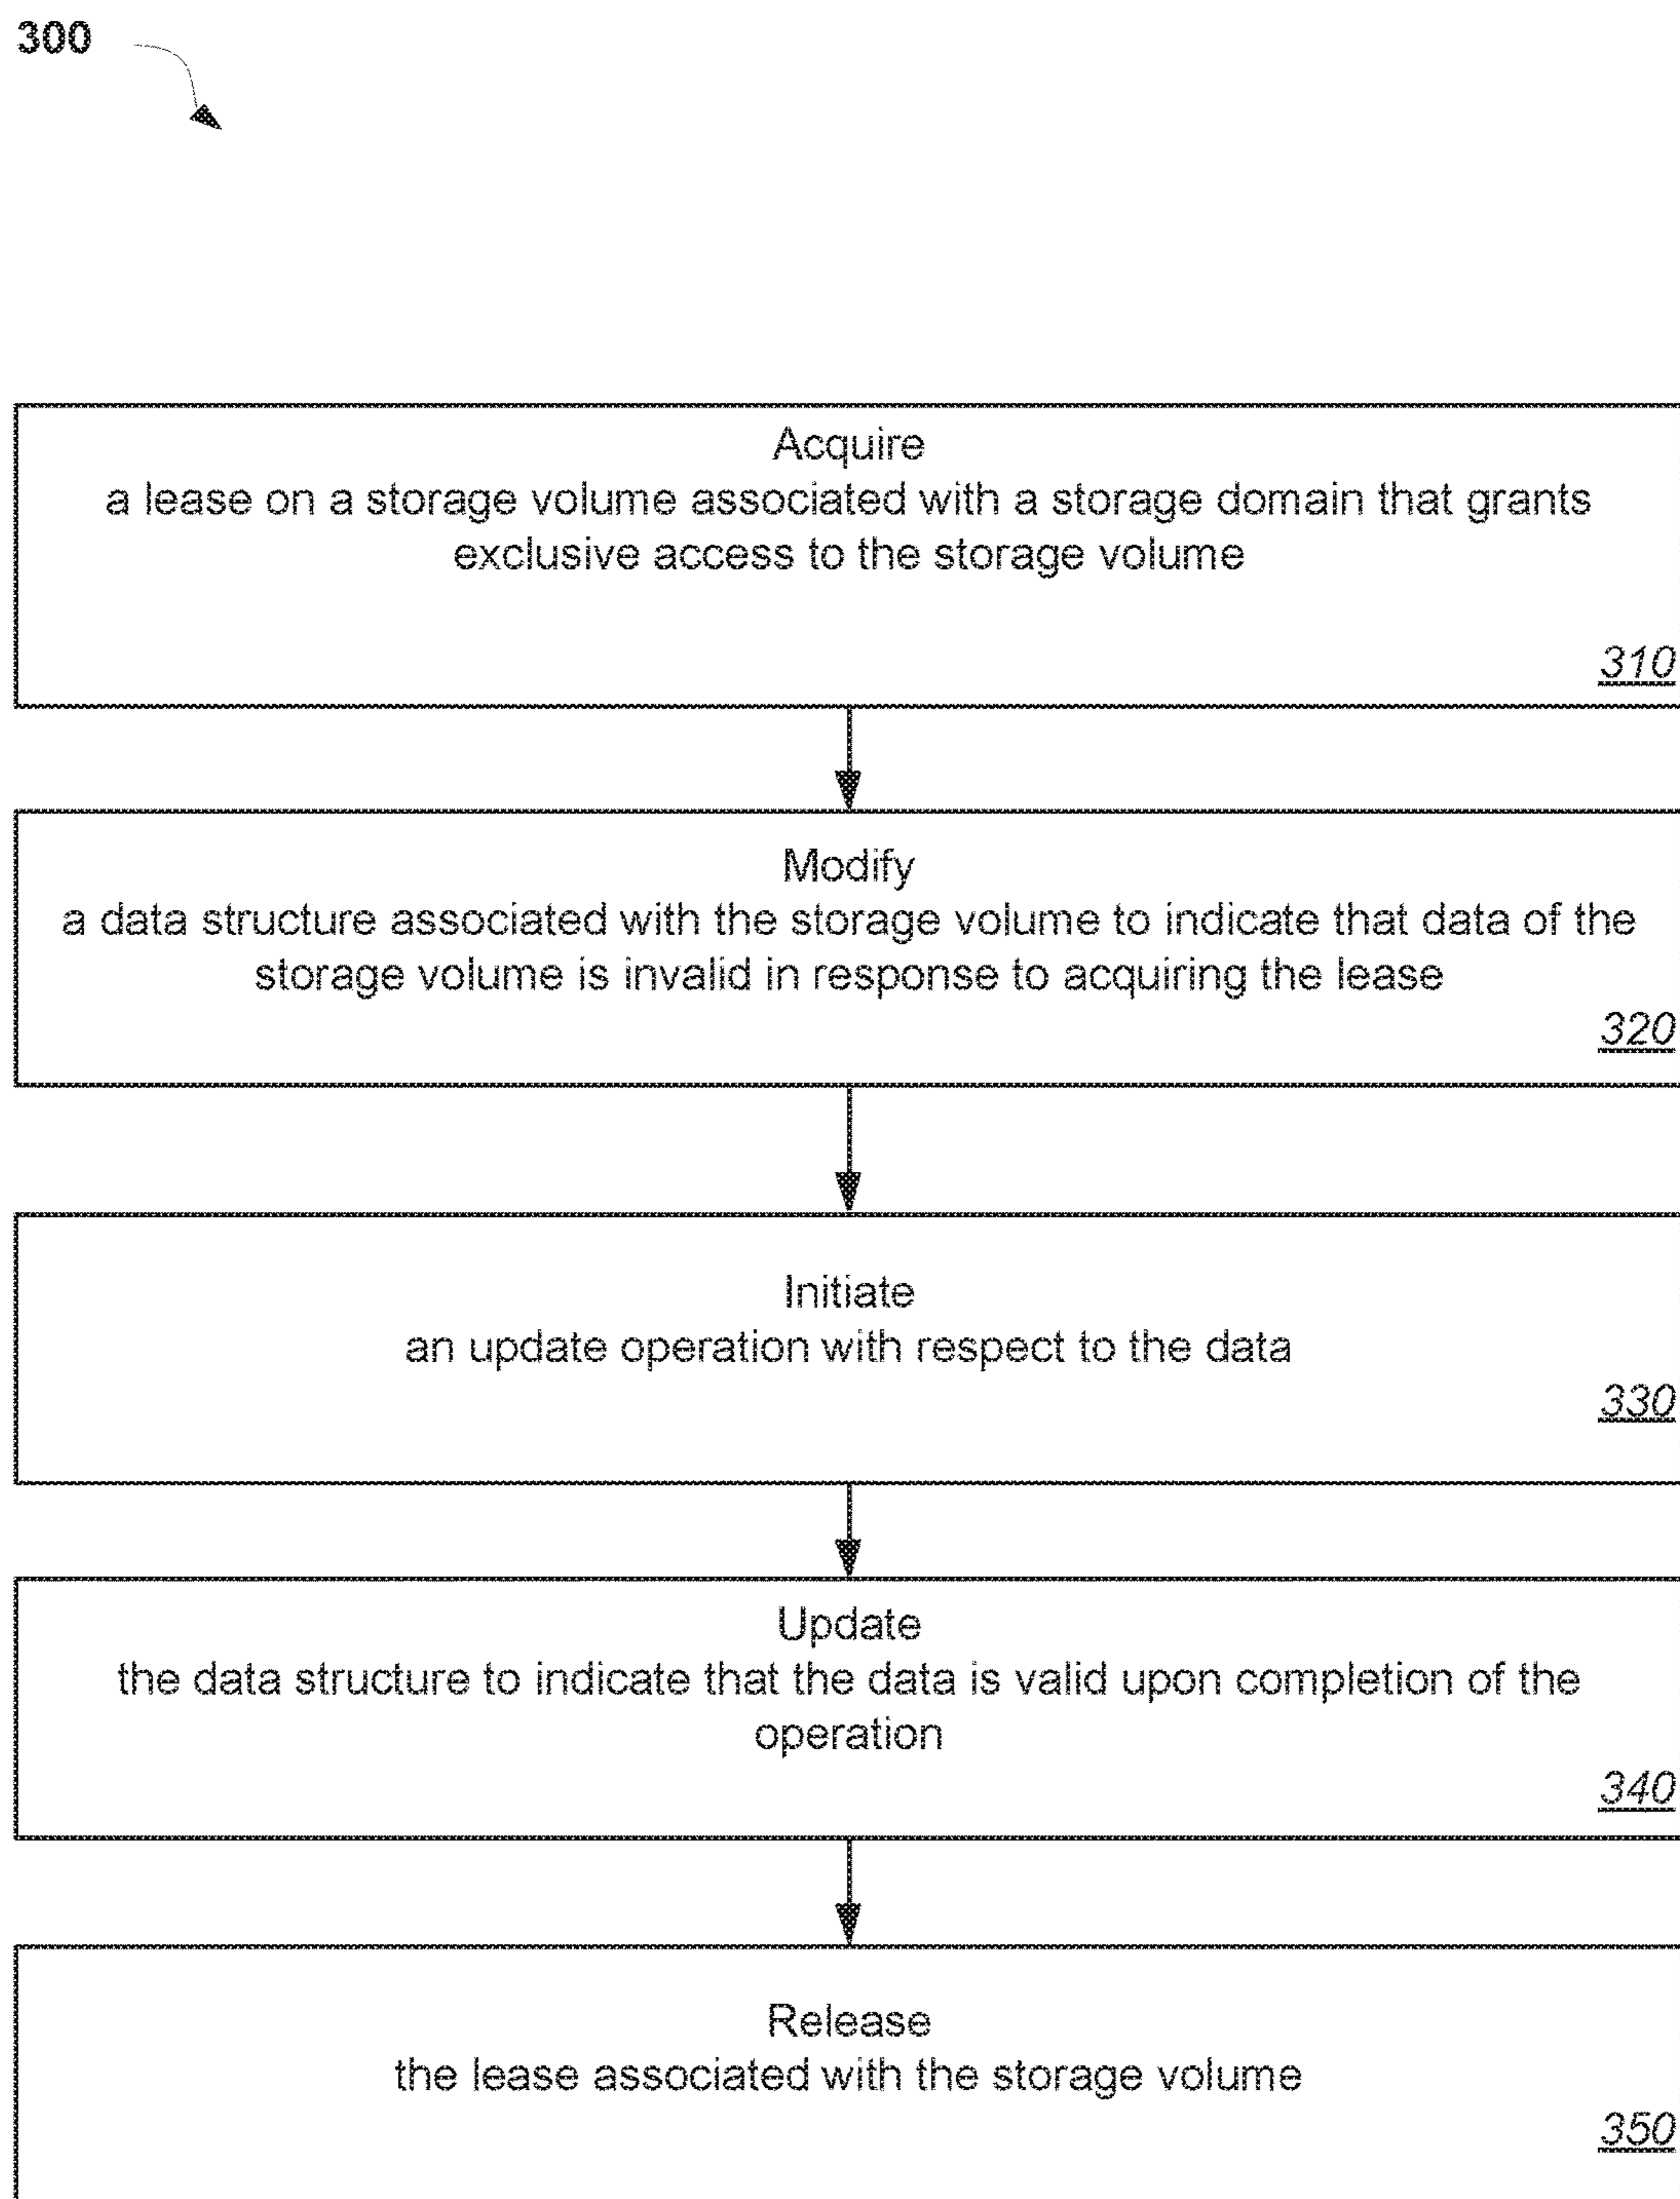 300
Acquire
a lease on a storage volume associated with a storage domain that grants
exclusive access to the storage volume
310
Modify
a data structure associated with the storage volume to indicate that data of the
storage volume is invalid in response to acquiring the lease
320
Initiate
an update operation with respect to the data
330
Update
the data structure to indicate that the data is valid upon completion of the
operation
340
Release
the lease associated with the storage volume
350